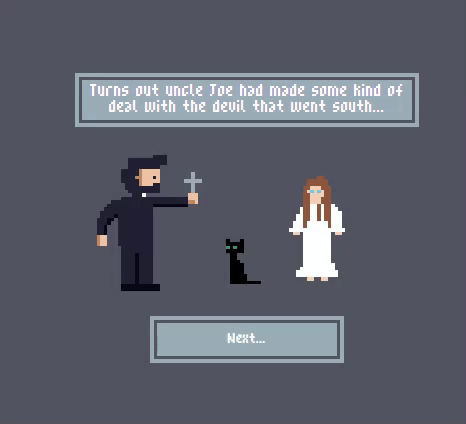 Turns out uncle Joe had made some kind of
deal with the devil that went south...
Next...